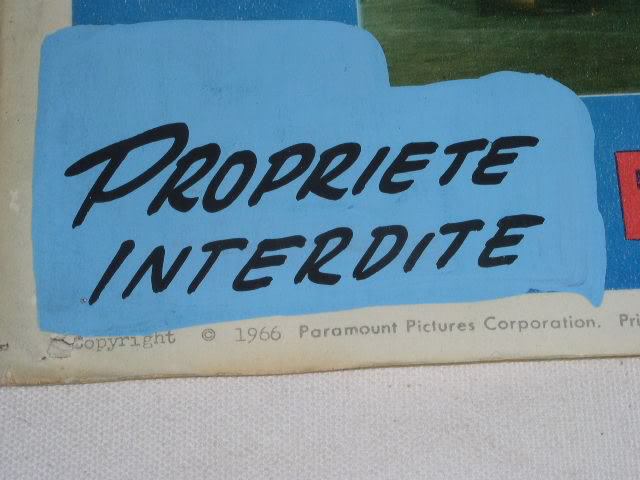 PROPRIETE
INTERDITE
Copyright © 1966 Paramount Pictures Corporation.